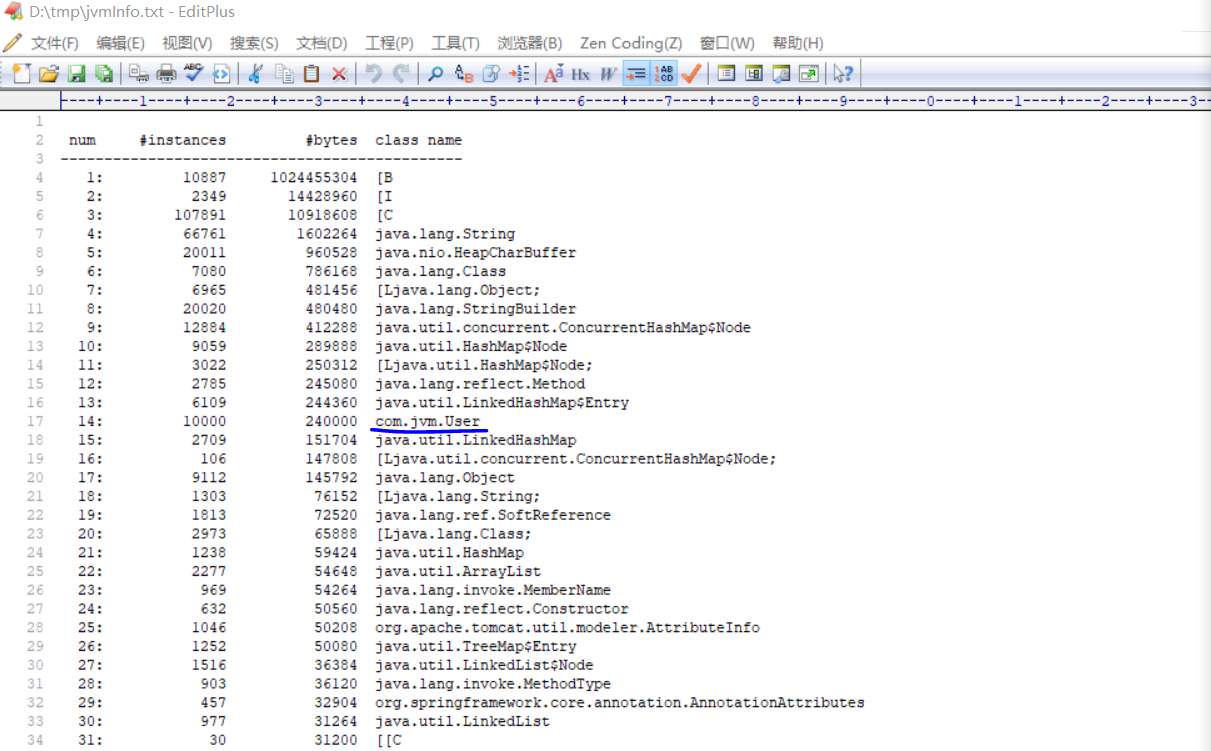 D:\tmp\jvmInfo.txt - EditPlus
文件(F) 编辑(E) 视图(V) 搜索(S) 文档(D) 工程(P) 工具(T) 浏览器(B) Zen Coding(Z) 窗口(W) 帮助(H)
----+----1----+----2----+----3----+----4----+----5----+----6----+----7----+----8----+----9----+----0----+----1----+----2----+----3--
1
2 num #instances #bytes class name
3 ----------------------------------------------
4 1: 10887 1024455304 [B
5 2: 2349 14428960 [I
6 3: 107891 10918608 [C
7 4: 66761 1602264 java.lang.String
8 5: 20011 960528 java.nio.HeapCharBuffer
9 6: 7080 786168 java.lang.Class
10 7: 6965 481456 [Ljava.lang.Object;
11 8: 20020 480480 java.lang.StringBuilder
12 9: 12884 412288 java.util.concurrent.ConcurrentHashMap$Node
13 10: 9059 289888 java.util.HashMap$Node
14 11: 3022 250312 [Ljava.util.HashMap$Node;
15 12: 2785 245080 java.lang.reflect.Method
16 13: 6109 244360 java.util.LinkedHashMap$Entry
17 14: 10000 240000 com.jvm.User
18 15: 2709 151704 java.util.LinkedHashMap
19 16: 106 147808 [Ljava.util.concurrent.ConcurrentHashMap$Node;
20 17: 9112 145792 java.lang.Object
21 18: 1303 76152 [Ljava.lang.String;
22 19: 1813 72520 java.lang.ref.SoftReference
23 20: 2973 65888 [Ljava.lang.Class;
24 21: 1238 59424 java.util.HashMap
25 22: 2277 54648 java.util.ArrayList
26 23: 969 54264 java.lang.invoke.MemberName
27 24: 632 50560 java.lang.reflect.Constructor
28 25: 1046 50208 org.apache.tomcat.util.modeler.AttributeInfo
29 26: 1252 50080 java.util.TreeMap$Entry
30 27: 1516 36384 java.util.LinkedList$Node
31 28: 903 36120 java.lang.invoke.MethodType
32 29: 457 32904 org.springframework.core.annotation.AnnotationAttributes
33 30: 977 31264 java.util.LinkedList
34 31: 30 31200 [[C